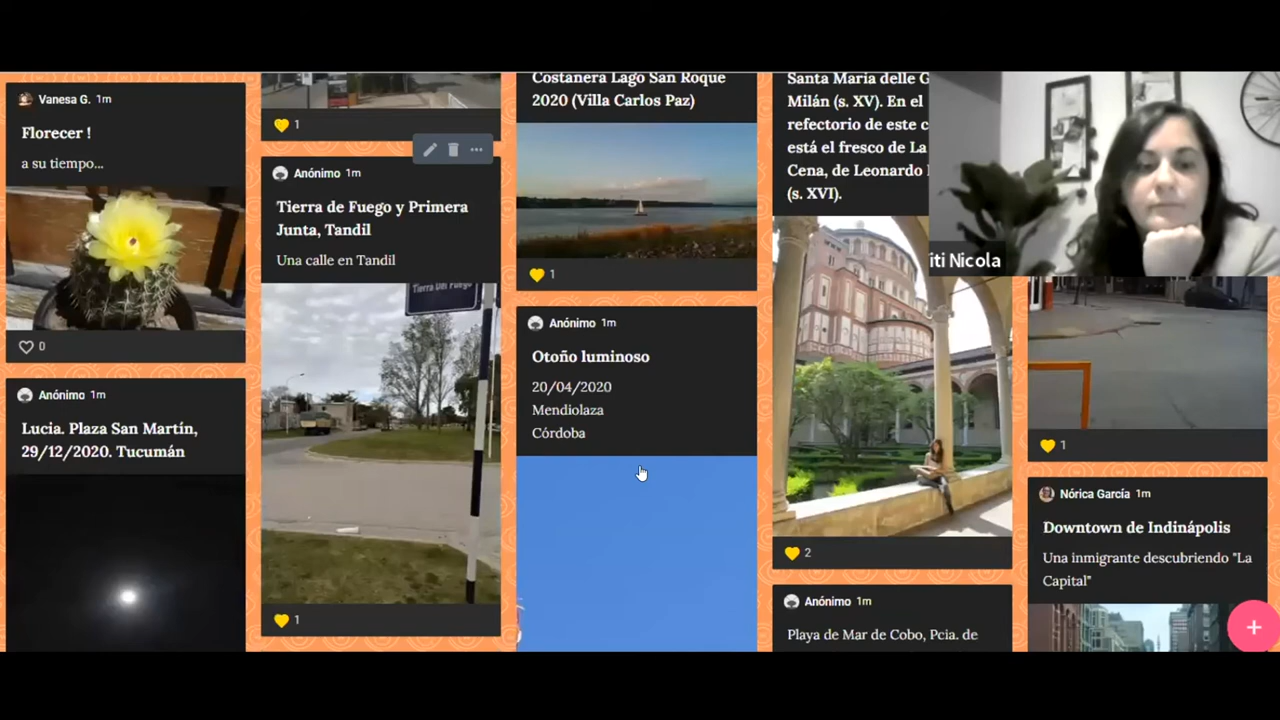 Vanesa G. 1m
Florecer !
a su tiempo...
0
Anónimo 1m
Lucia. Plaza San Martín,
29/12/2020. Tucumán
1
Anónimo 1m
Tierra de Fuego y Primera
Junta, Tandil
Una calle en Tandil
Tierra Del Fuego
1
Costanera Lago San Roque
2020 (Villa Carlos Paz)
1
Anónimo 1m
Otoño luminoso
20/04/2020
Mendiolaza
Córdoba
Santa Maria delle G
Milán (s. XV). En el
refectorio de este c
está el fresco de La
Cena, de Leonardo
(s. XVI).
2
Anónimo 1m
Playa de Mar de Cobo, Pcia. de
iti Nicola
1
Nórica García 1m
Downtown de Indinápolis
Una inmigrante descubriendo "La
Capital"